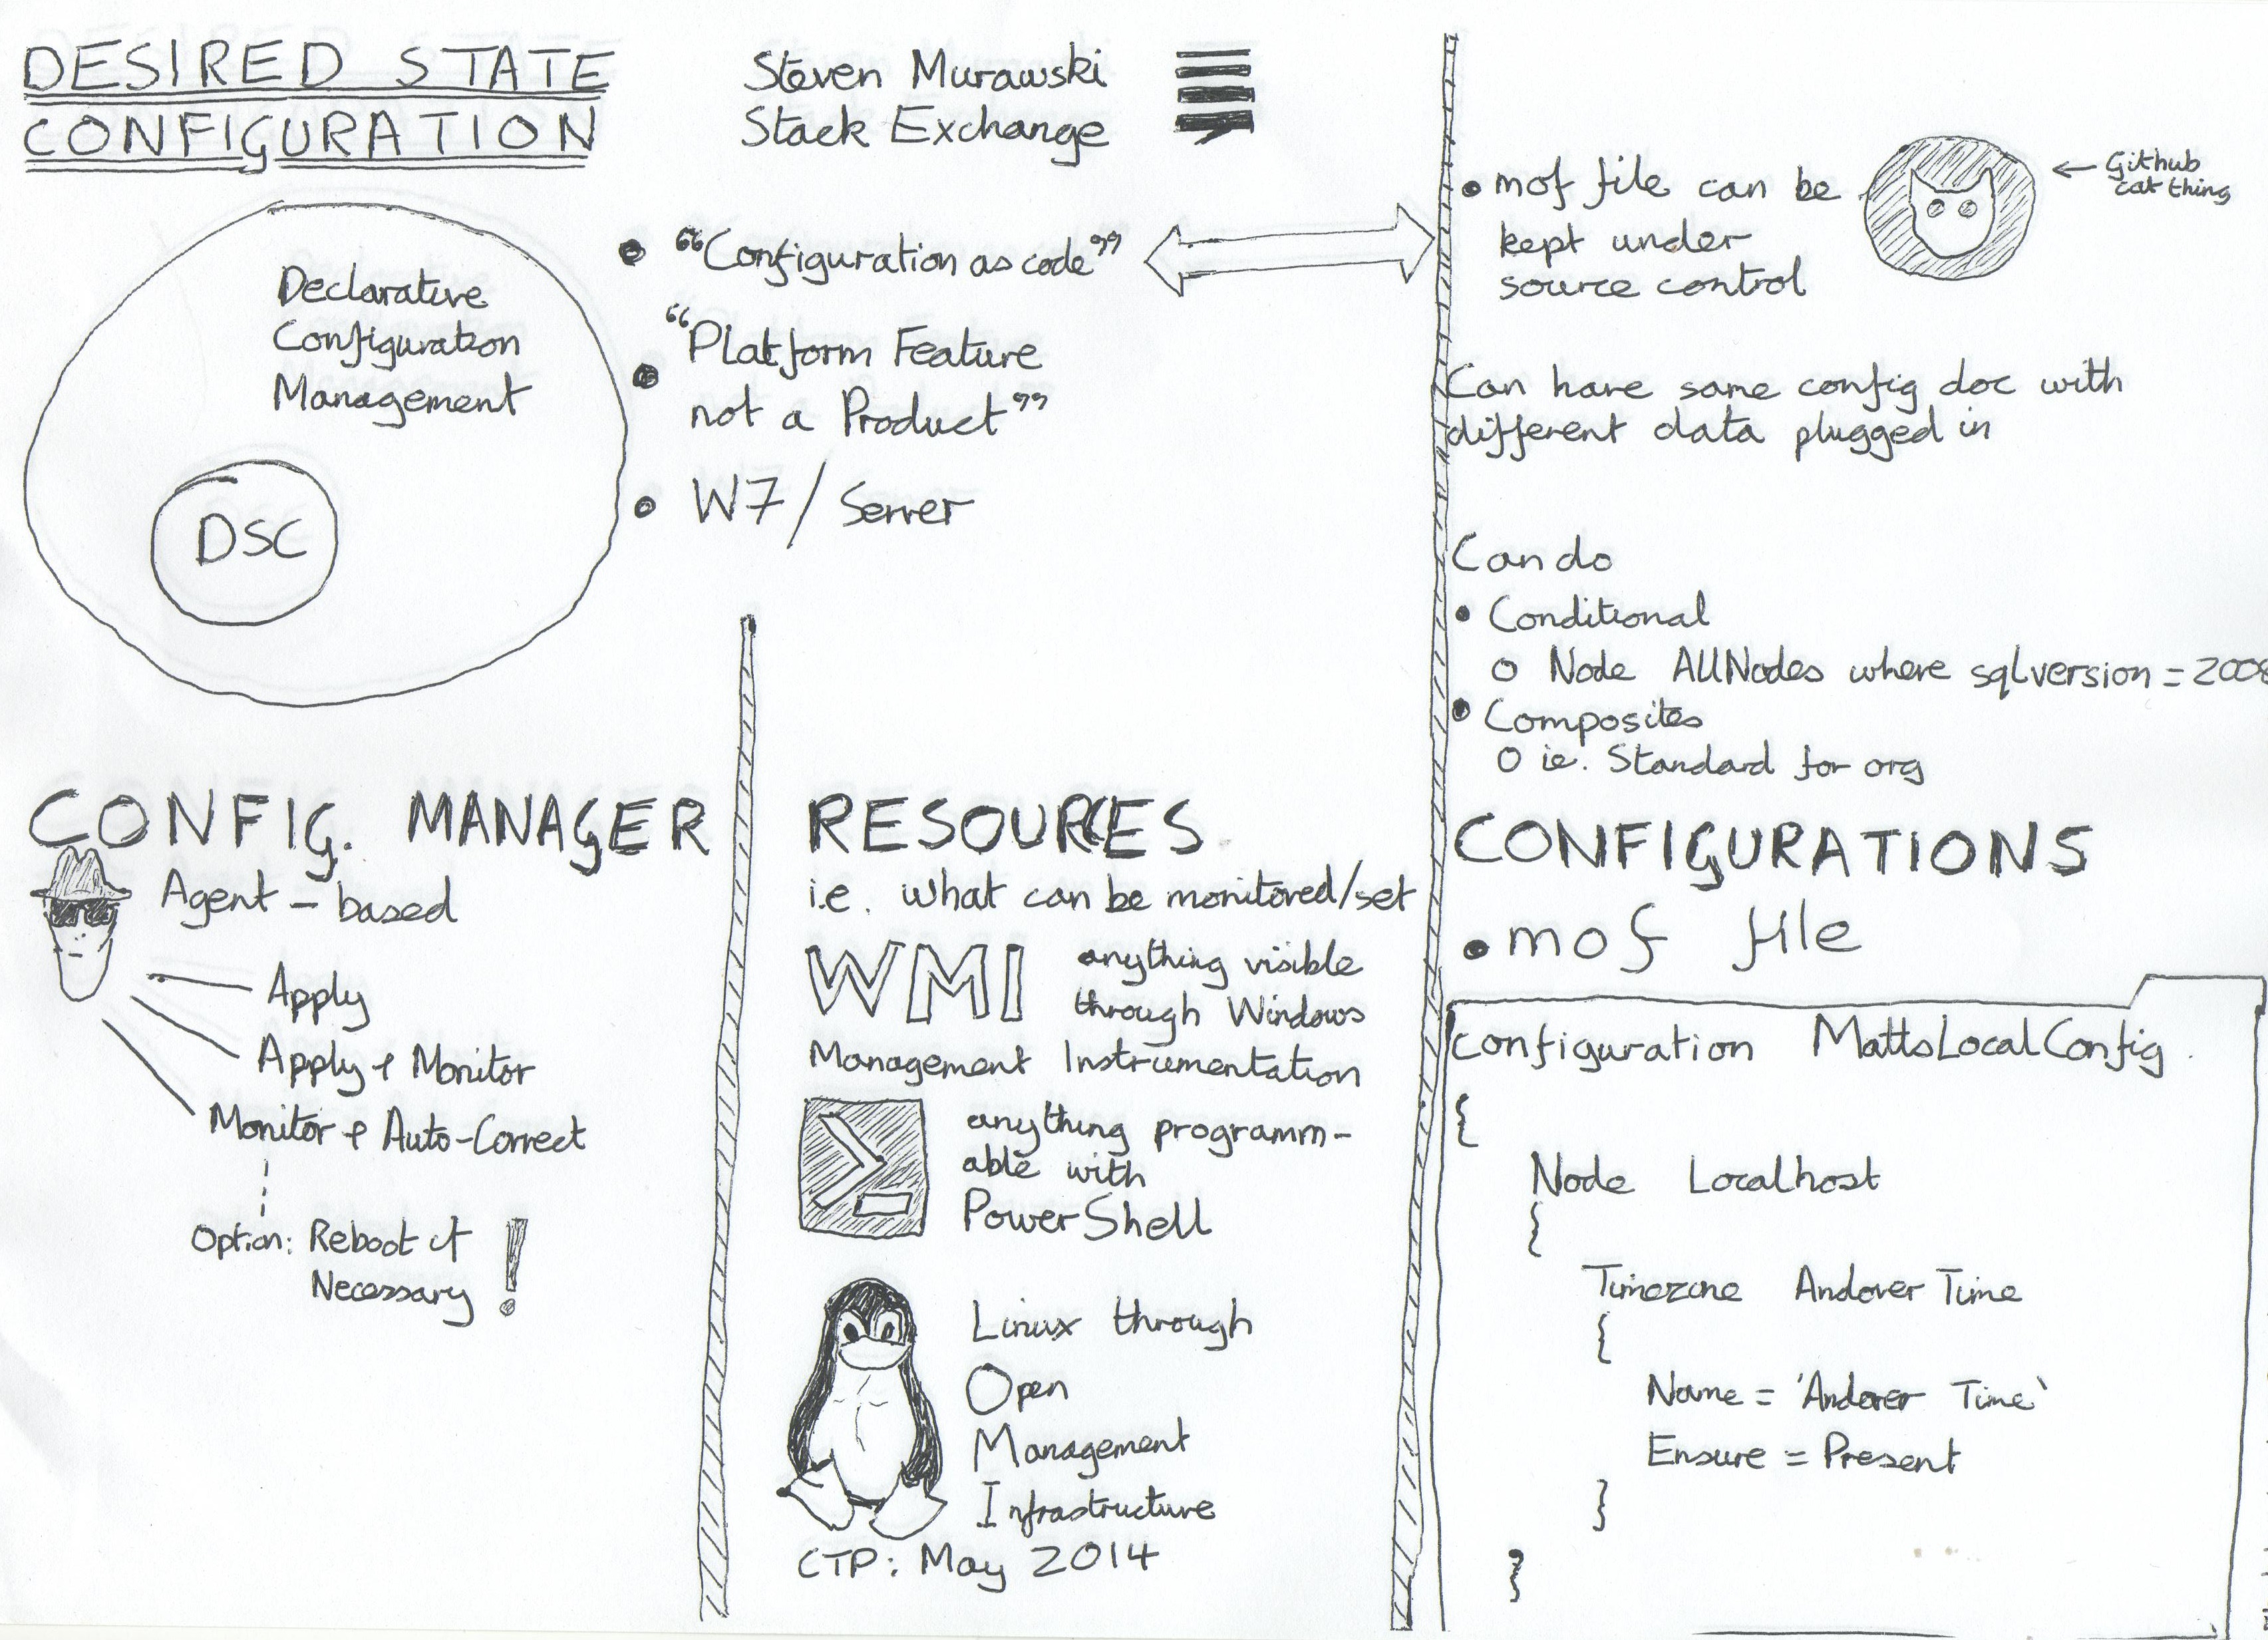 DESIRED STATE
CONFIGURATION
Steven Murawski
Stack Exchange
Declarative
Configuration
Management
DSC
• “Configuration as code”
• “Platform Feature
not a Product”
• W7 / Server
• mof file can be
kept under
source control
← Github
cat thing
Can have same config doc with
different data plugged in
Can do
• Conditional
o Node AllNodes where sqlversion = 2008
• Composites
o ie. Standard for org
CONFIG. MANAGER
Agent - based
Apply
Apply + Monitor
Monitor + Auto-Correct
Option: Reboot if
Necessary !
RESOURCES
i.e. what can be monitored/set
WMI anything visible
through Windows
Management Instrumentation
>_ anything programm-
able with
PowerShell
Linux through
Open
Management
Infrastructure
CTP: May 2014
CONFIGURATIONS
• mof file
configuration MattsLocalConfig
{
Node Localhost
{
Timezone Andover Time
{
Name = 'Andover Time'
Ensure = Present
}
}